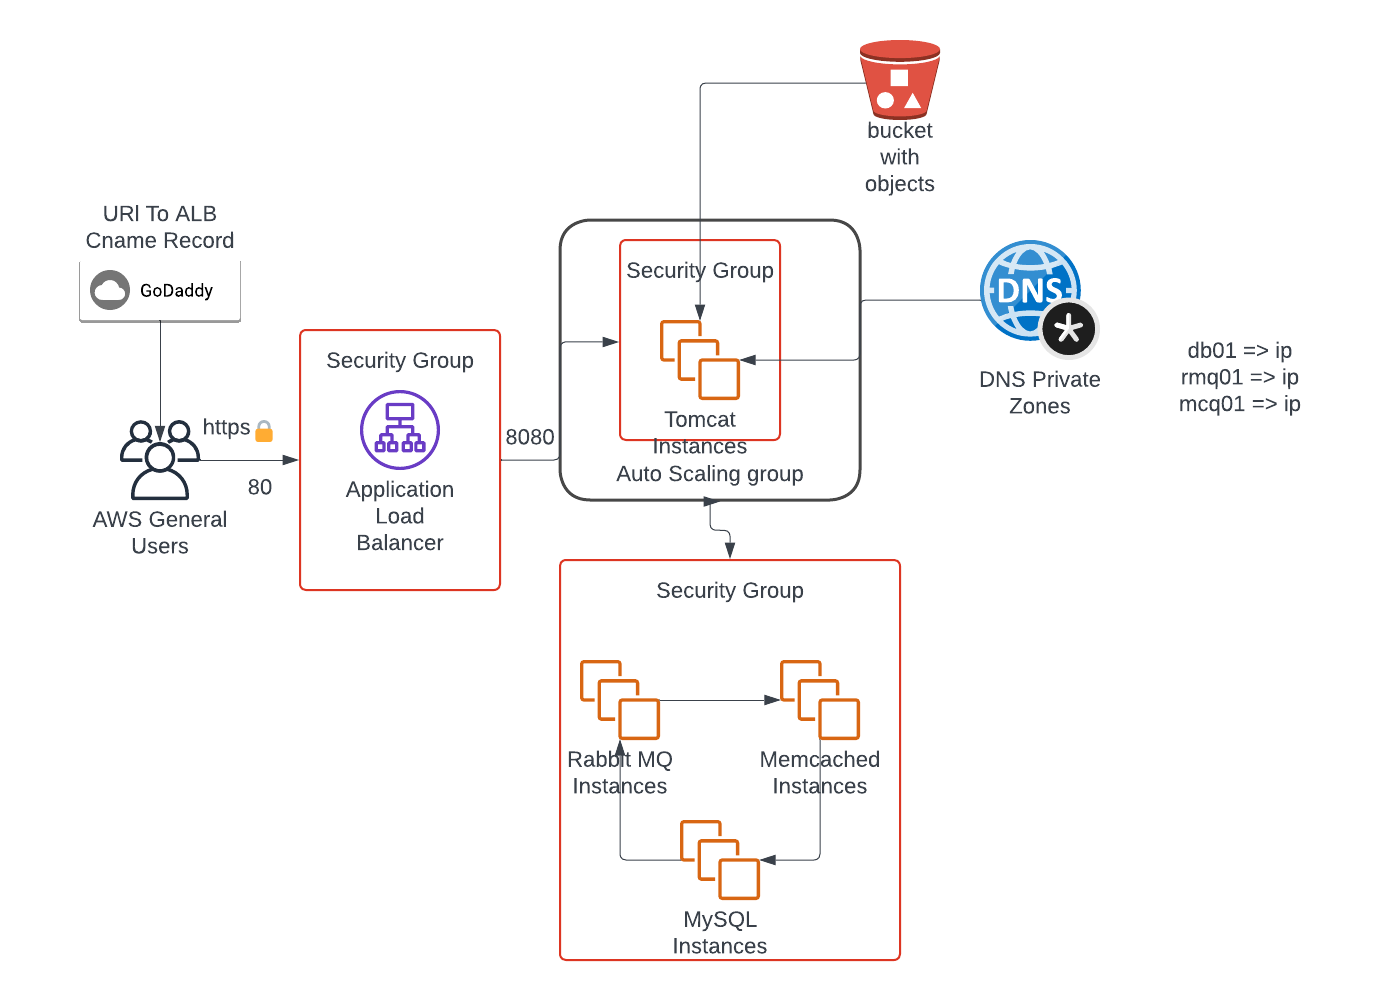 bucket
with
objects
URl To ALB
Cname Record
GoDaddy
https
80
AWS General
Users
Security Group
Application
Load
Balancer
8080
Security Group
Tomcat
Instances
Auto Scaling group
DNS
DNS Private
Zones
db01 => ip
rmq01 => ip
mcq01 => ip
Security Group
Rabbit MQ
Instances
Memcached
Instances
MySQL
Instances